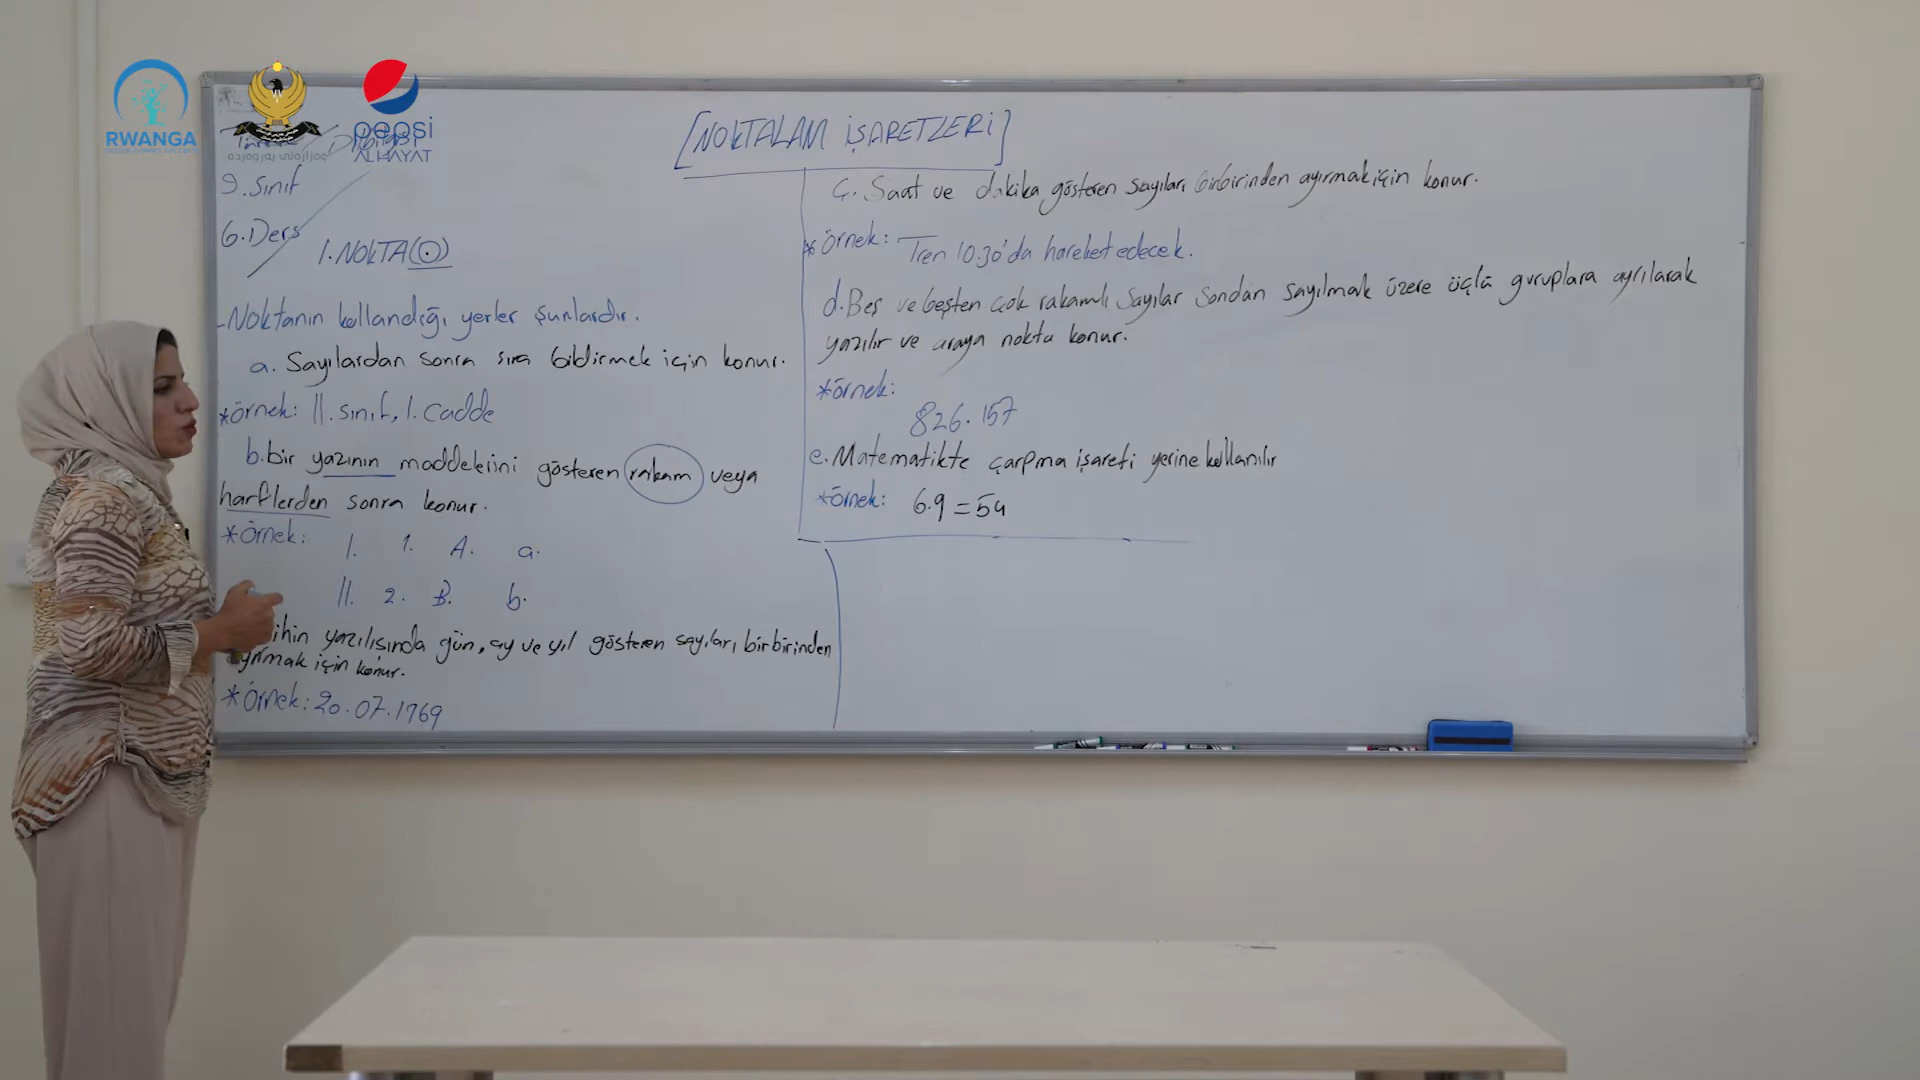 RWANGA
pepsi
ALHAYAT
[NOKTALAM İŞARETLERİ]
9. Sınıf
6. Ders
1. NOKTA(.)
-Noktanın kullandığı yerler şunlardır.
a. Sayılardan sonra sıra bildirmek için konur.
*Örnek: II. sınıf, I. cadde
b. bir yazının maddelerini gösteren rakam veya
harflerden sonra konur.
*Örnek: I. 1. A. a.
II. 2. B. b.
ihin yazılışında gün, ay ve yıl gösteren sayıları birbirinden
ayırmak için konur.
*Örnek: 20.07.1969
Ç. Saat ve dakika gösteren sayıları birbirinden ayırmak için konur.
*Örnek: Tren 10.30'da hareket edecek.
d. Beş ve beşten çok rakamlı sayılar sondan sayılmak üzere üçlü guruplara ayrılarak
yazılır ve araya nokta konur.
*örnek:
826.157
e. Matematikte çarpma işareti yerine kullanılır
*örnek: 6.9 = 54